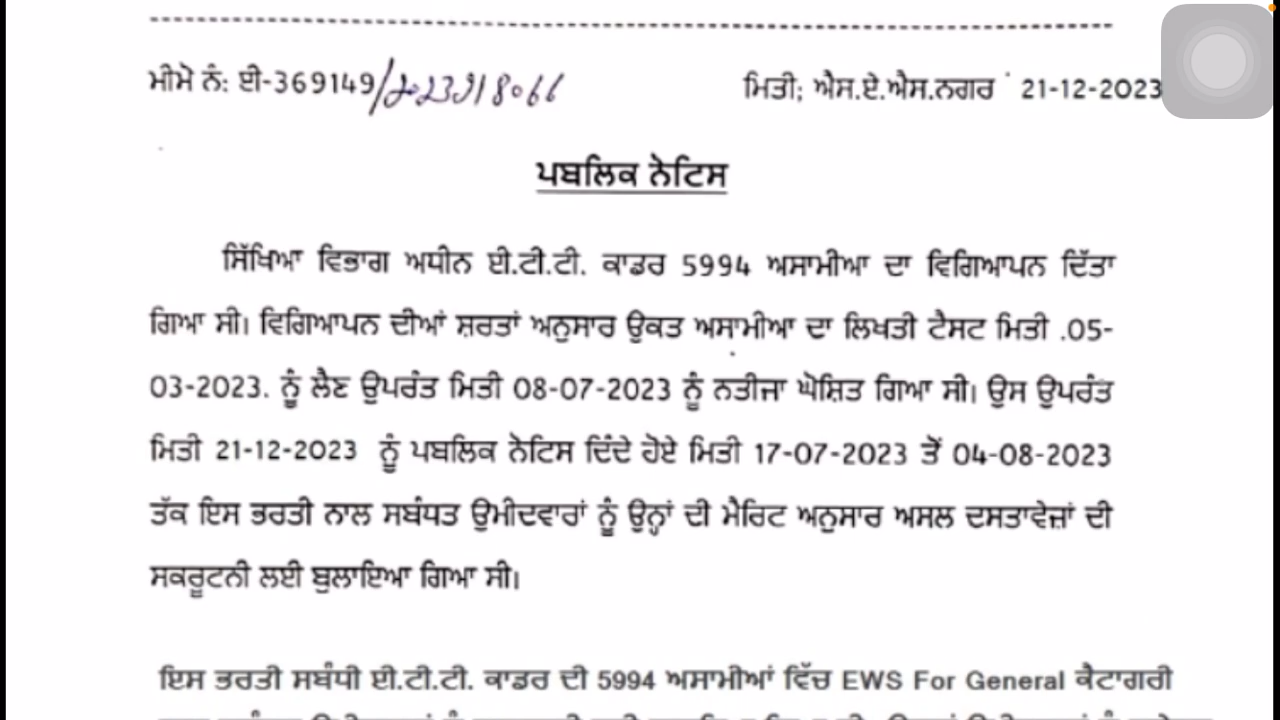 ਮੀਮੋ ਨੰ: ਈ-369149/2023918066 ਮਿਤੀ; ਐਸ.ਏ.ਐਸ.ਨਗਰ 21-12-2023
ਪਬਲਿਕ ਨੋਟਿਸ
ਸਿੱਖਿਆ ਵਿਭਾਗ ਅਧੀਨ ਈ.ਟੀ.ਟੀ. ਕਾਡਰ 5994 ਅਸਾਮੀਆ ਦਾ ਵਿਗਿਆਪਨ ਦਿੱਤਾ
ਗਿਆ ਸੀ। ਵਿਗਿਆਪਨ ਦੀਆਂ ਸ਼ਰਤਾਂ ਅਨੁਸਾਰ ਉਕਤ ਅਸਾਮੀਆ ਦਾ ਲਿਖਤੀ ਟੈਸਟ ਮਿਤੀ .05-
03-2023. ਨੂੰ ਲੈਣ ਉਪਰੰਤ ਮਿਤੀ 08-07-2023 ਨੂੰ ਨਤੀਜਾ ਘੋਸ਼ਿਤ ਗਿਆ ਸੀ। ਉਸ ਉਪਰੰਤ
ਮਿਤੀ 21-12-2023 ਨੂੰ ਪਬਲਿਕ ਨੋਟਿਸ ਦਿੰਦੇ ਹੋਏ ਮਿਤੀ 17-07-2023 ਤੋਂ 04-08-2023
ਤੱਕ ਇਸ ਭਰਤੀ ਨਾਲ ਸਬੰਧਤ ਉਮੀਦਵਾਰਾਂ ਨੂੰ ਉਨ੍ਹਾਂ ਦੀ ਮੈਰਿਟ ਅਨੁਸਾਰ ਅਸਲ ਦਸਤਾਵੇਜ਼ਾਂ ਦੀ
ਸਕਰੂਟਨੀ ਲਈ ਬੁਲਾਇਆ ਗਿਆ ਸੀ।
ਇਸ ਭਰਤੀ ਸਬੰਧੀ ਈ.ਟੀ.ਟੀ. ਕਾਡਰ ਦੀ 5994 ਅਸਾਮੀਆਂ ਵਿੱਚ EWS For General ਕੈਟਾਗਰੀ